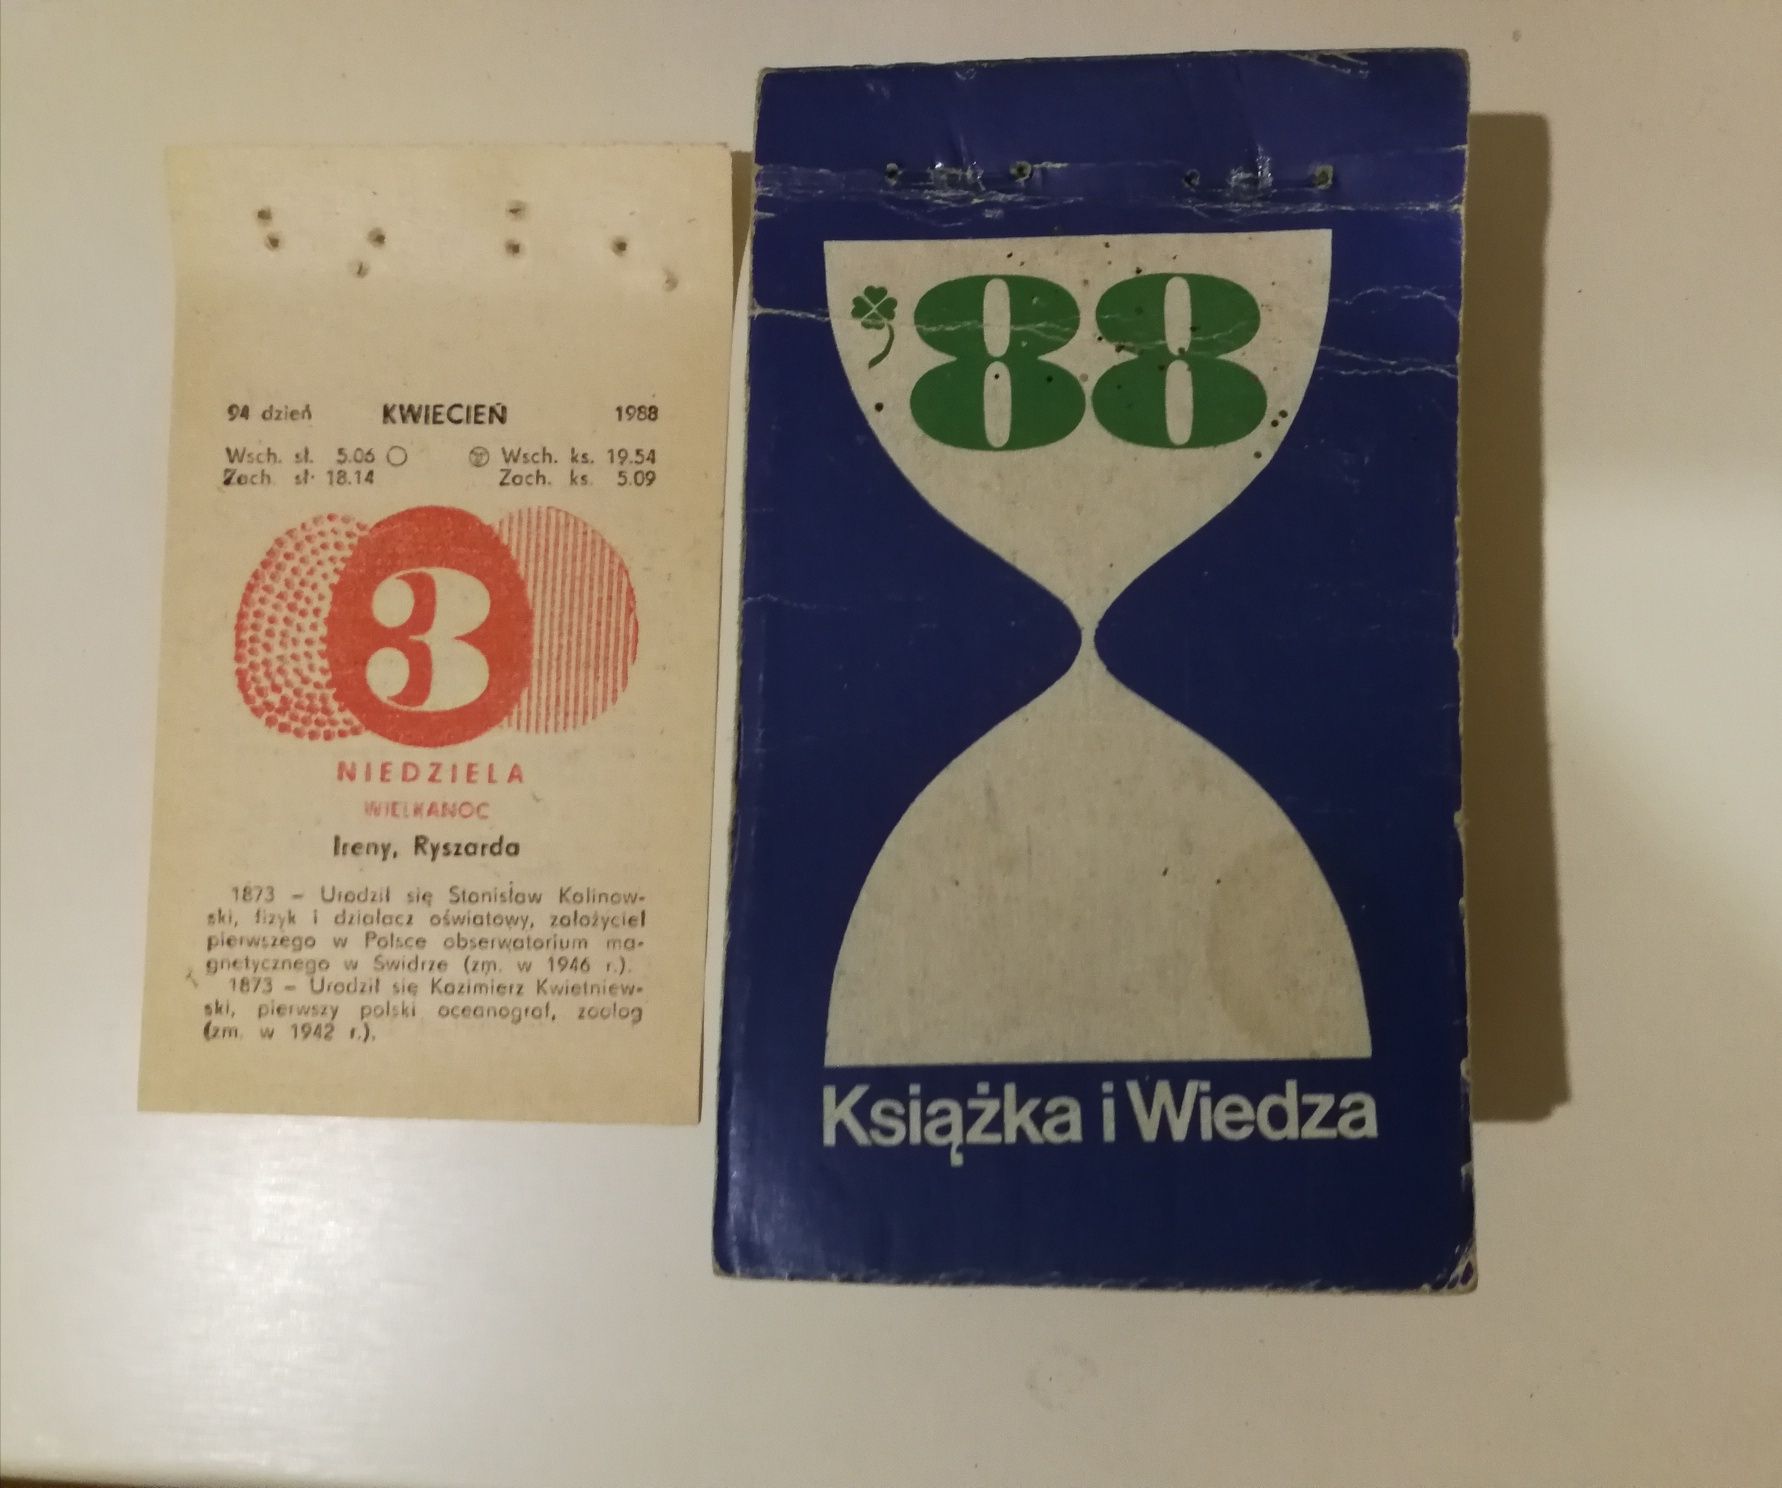 94 dzień KWIECIEŃ 1988
Wsch. sł. 5.06 Wsch. ks. 19.54
Zach. sł. 18.14 Zach. ks. 5.09
3
NIEDZIELA
WIELKANOC
Ireny, Ryszarda
1873 – Urodził się Stanisław Kalinow-
ski, fizyk i działacz oświatowy, założyciel
pierwszego w Polsce obserwatorium ma-
gnetycznego w Świdrze (zm. w 1946 r.).
1873 – Urodził się Kazimierz Kwietniew-
ski, pierwszy polski oceanograf, zoolog
(zm. w 1942 r.).
'88
Książka i Wiedza